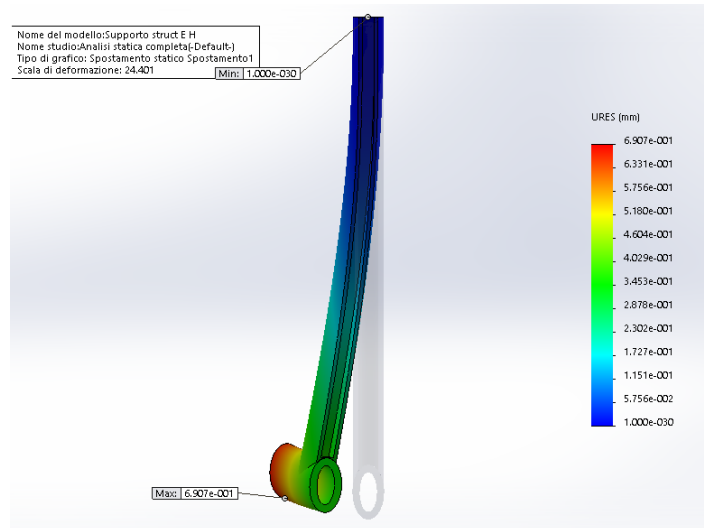 Nome del modello:Supporto struct E H
Nome studio:Analisi statica completa(-Default-)
Tipo di grafico: Spostamento statico Spostamento1
Scala di deformazione: 24.401
Min: 1.000e-030
URES (mm)
6.907e-001
6.331e-001
5.756e-001
5.180e-001
4.604e-001
4.029e-001
3.453e-001
2.878e-001
2.302e-001
1.727e-001
1.151e-001
5.756e-002
1.000e-030
Max: 6.907e-001